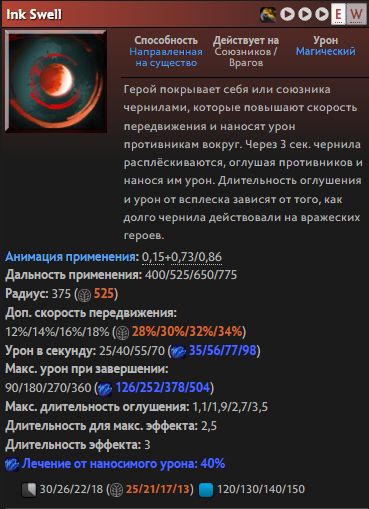 Ink Swell
E W
Способность
Направленная
на существо
Действует на
Союзников /
Врагов
Урон
Магический
Герой покрывает себя или союзника
чернилами, которые повышают скорость
передвижения и наносят урон
противникам вокруг. Через 3 сек. чернила
расплёскиваются, оглушая противников и
нанося им урон. Длительность оглушения
и урон от всплеска зависят от того, как
долго чернила действовали на вражеских
героев.
Анимация применения: 0,15+0,73/0,86
Дальность применения: 400/525/650/775
Радиус: 375 (525)
Доп. скорость передвижения:
12%/14%/16%/18% (28%/30%/32%/34%)
Урон в секунду: 25/40/55/70 (35/56/77/98)
Макс. урон при завершении:
90/180/270/360 (126/252/378/504)
Макс. длительность оглушения: 1,1/1,9/2,7/3,5
Длительность для макс. эффекта: 2,5
Длительность эффекта: 3
Лечение от наносимого урона: 40%
30/26/22/18 (25/21/17/13) 120/130/140/150